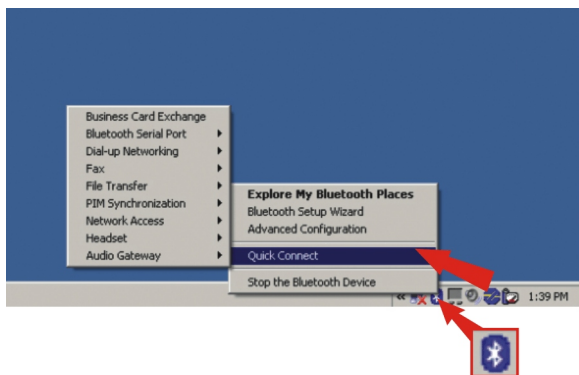 Business Card Exchange
Bluetooth Serial Port
Dial-up Networking
Fax
File Transfer
PIM Synchronization
Network Access
Headset
Audio Gateway
Explore My Bluetooth Places
Bluetooth Setup Wizard
Advanced Configuration
Quick Connect
Stop the Bluetooth Device
1:39 PM